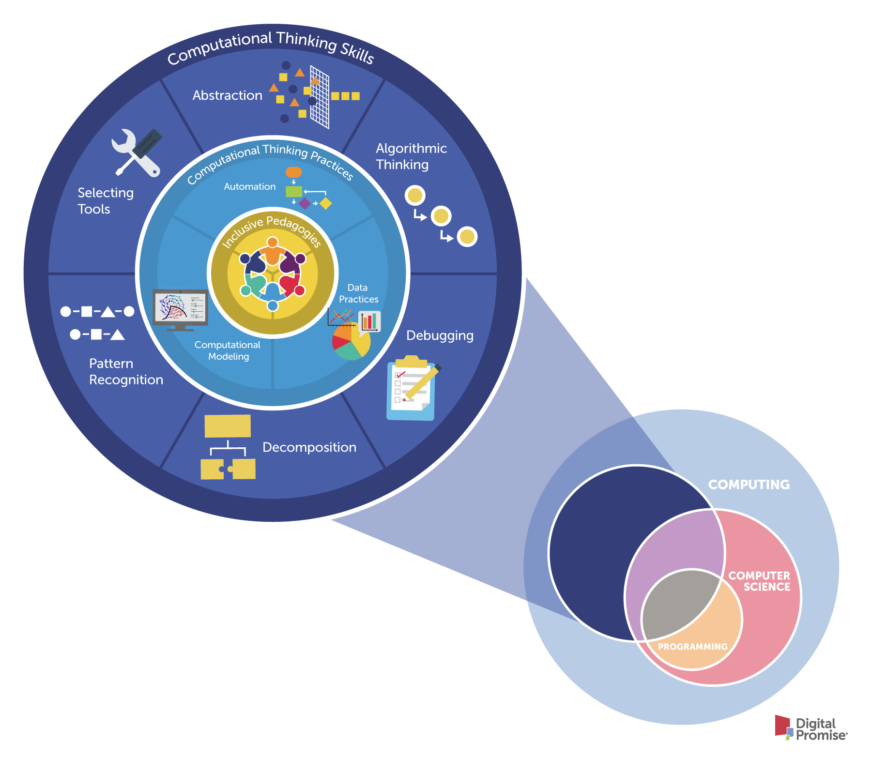 Computational Thinking Skills
Abstraction
Algorithmic
Thinking
Selecting
Tools
Computational Thinking Practices
Automation
Inclusive Pedagogies
Data
Practices
Computational
Modeling
Debugging
Pattern
Recognition
Decomposition
COMPUTING
COMPUTER
SCIENCE
PROGRAMMING
Digital
Promise